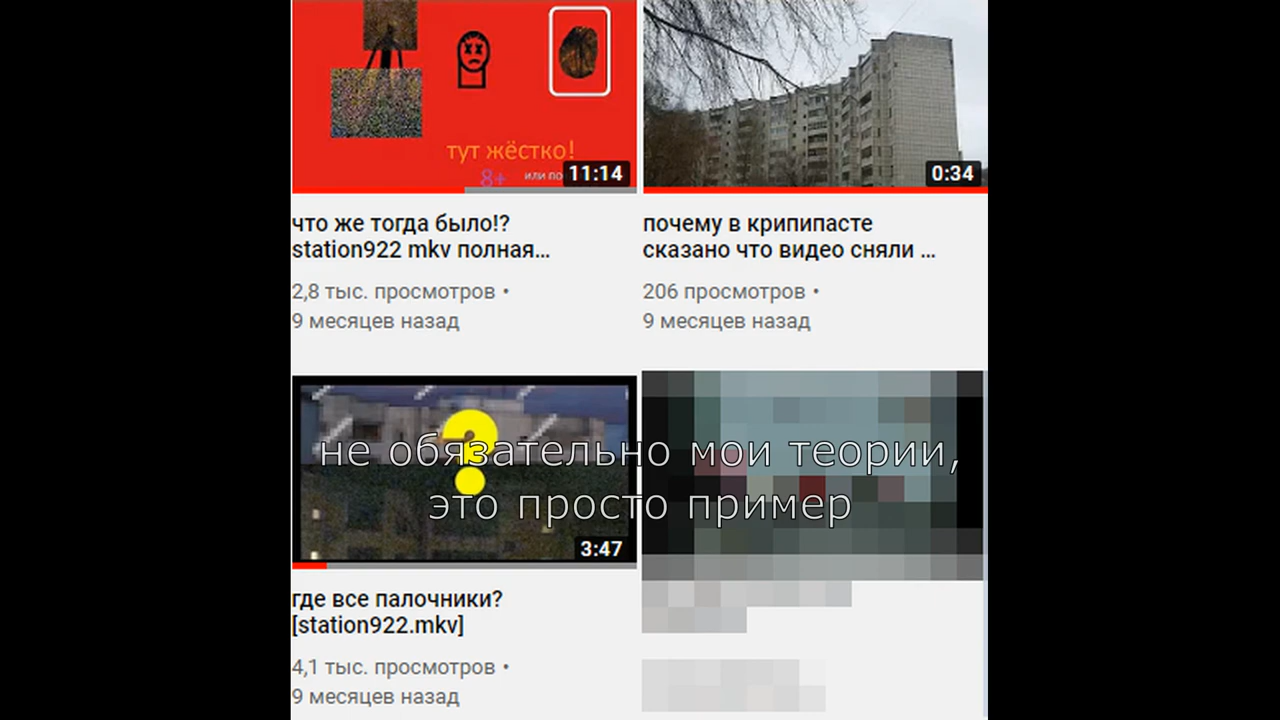 тут жёстко!
8+
или по
11:14
0:34
что же тогда было!?
station922 mkv полная...
2,8 тыс. просмотров •
9 месяцев назад
почему в крипипасте
сказано что видео сняли ...
206 просмотров •
9 месяцев назад
не обязательно мои теории,
это просто пример
3:47
где все палочники?
[station922.mkv]
4,1 тыс. просмотров •
9 месяцев назад